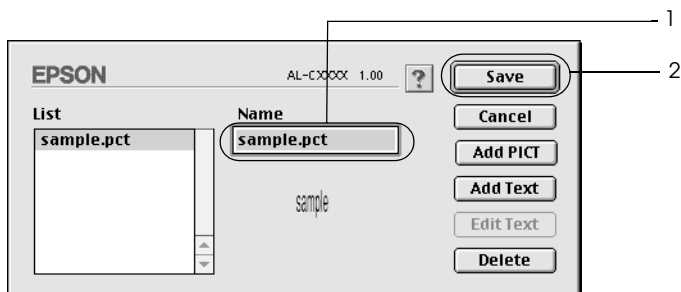 1
EPSON
AL-CXXXX 1.00
?
Save
2
List
Name
Cancel
sample.pct
sample.pct
Add PICT
sample
Add Text
Edit Text
Delete